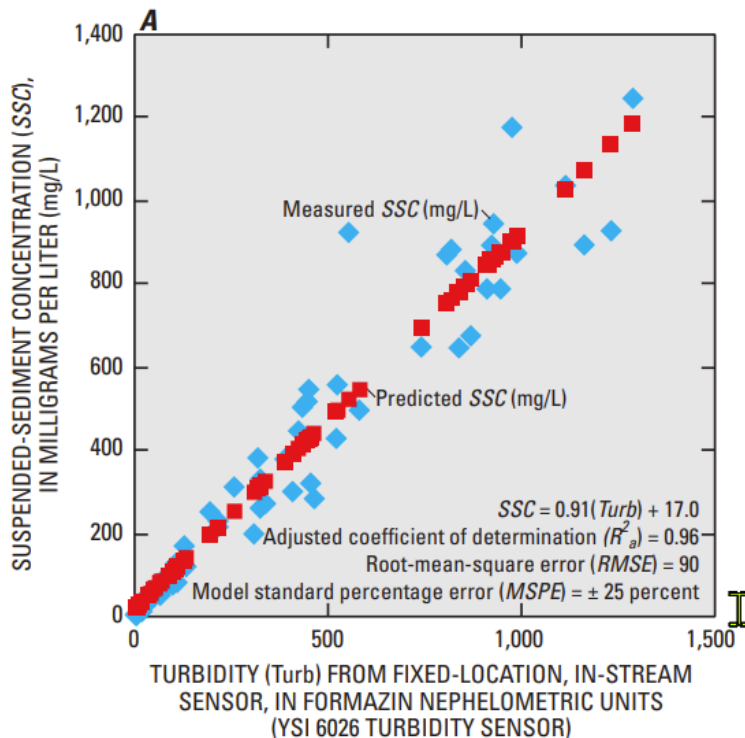 A
1,400
1,200
1,000
800
600
400
200
0
SUSPENDED-SEDIMENT CONCENTRATION (SSC),
IN MILLIGRAMS PER LITER (mg/L)
Measured SSC (mg/L)
Predicted SSC (mg/L)
SSC = 0.91(Turb) + 17.0
Adjusted coefficient of determination (R²a) = 0.96
Root-mean-square error (RMSE) = 90
Model standard percentage error (MSPE) = ± 25 percent
0 500 1,000 1,500
TURBIDITY (Turb) FROM FIXED-LOCATION, IN-STREAM
SENSOR, IN FORMAZIN NEPHELOMETRIC UNITS
(YSI 6026 TURBIDITY SENSOR)